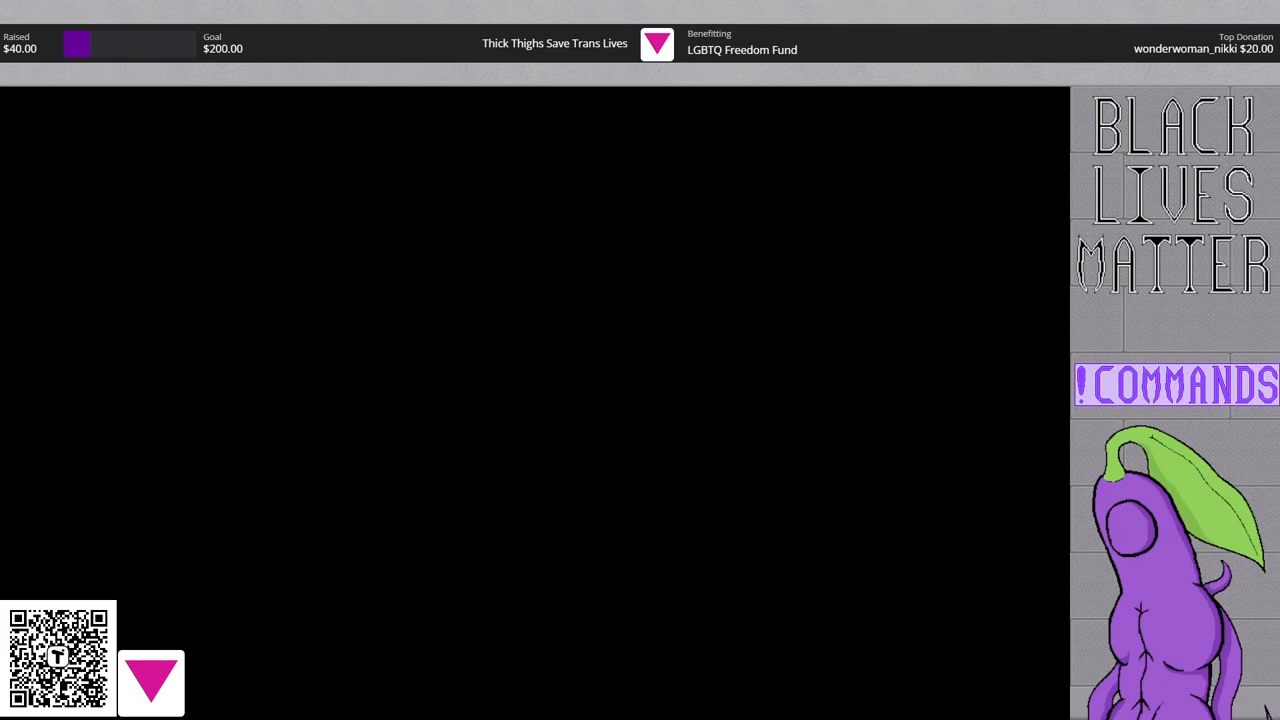 Raised
$40.00
Goal
$200.00
Thick Thighs Save Trans Lives
Benefitting
LGBTQ Freedom Fund
Top Donation
wonderwoman_nikki $20.00
BLACK
LIVES
MATTER
!COMMANDS
T